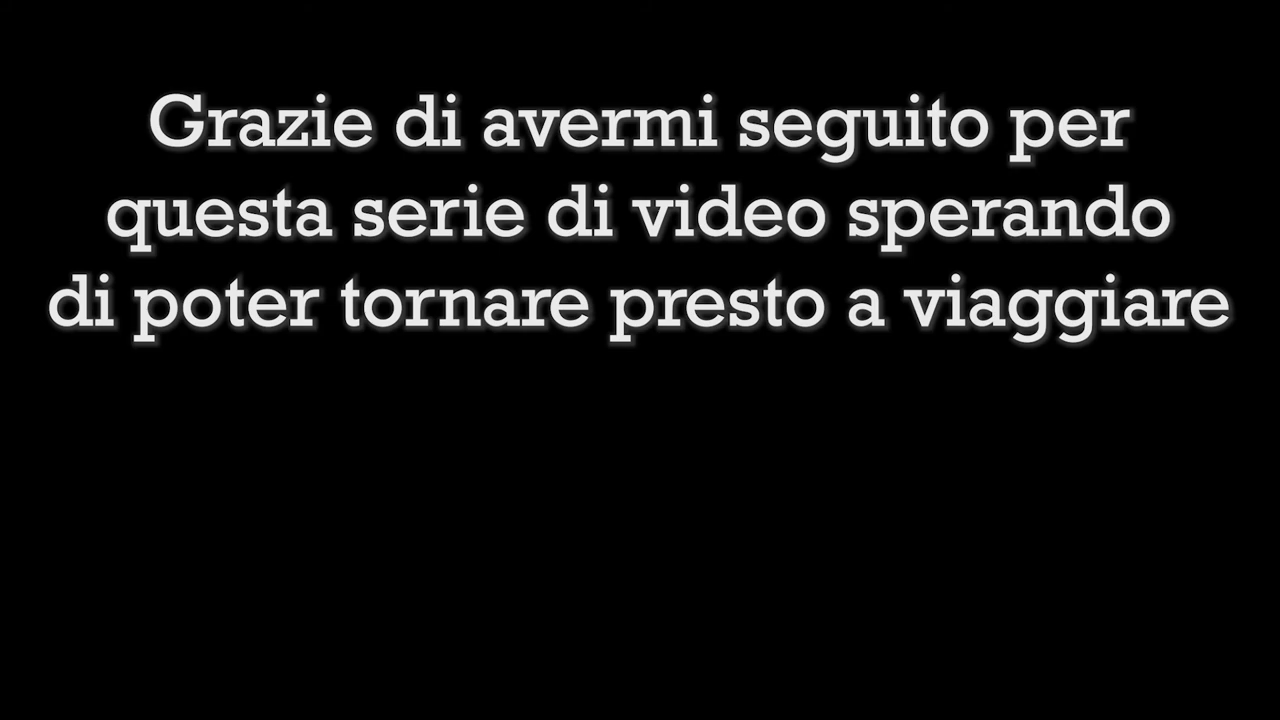 Grazie di avermi seguito per
questa serie di video sperando
di poter tornare presto a viaggiare